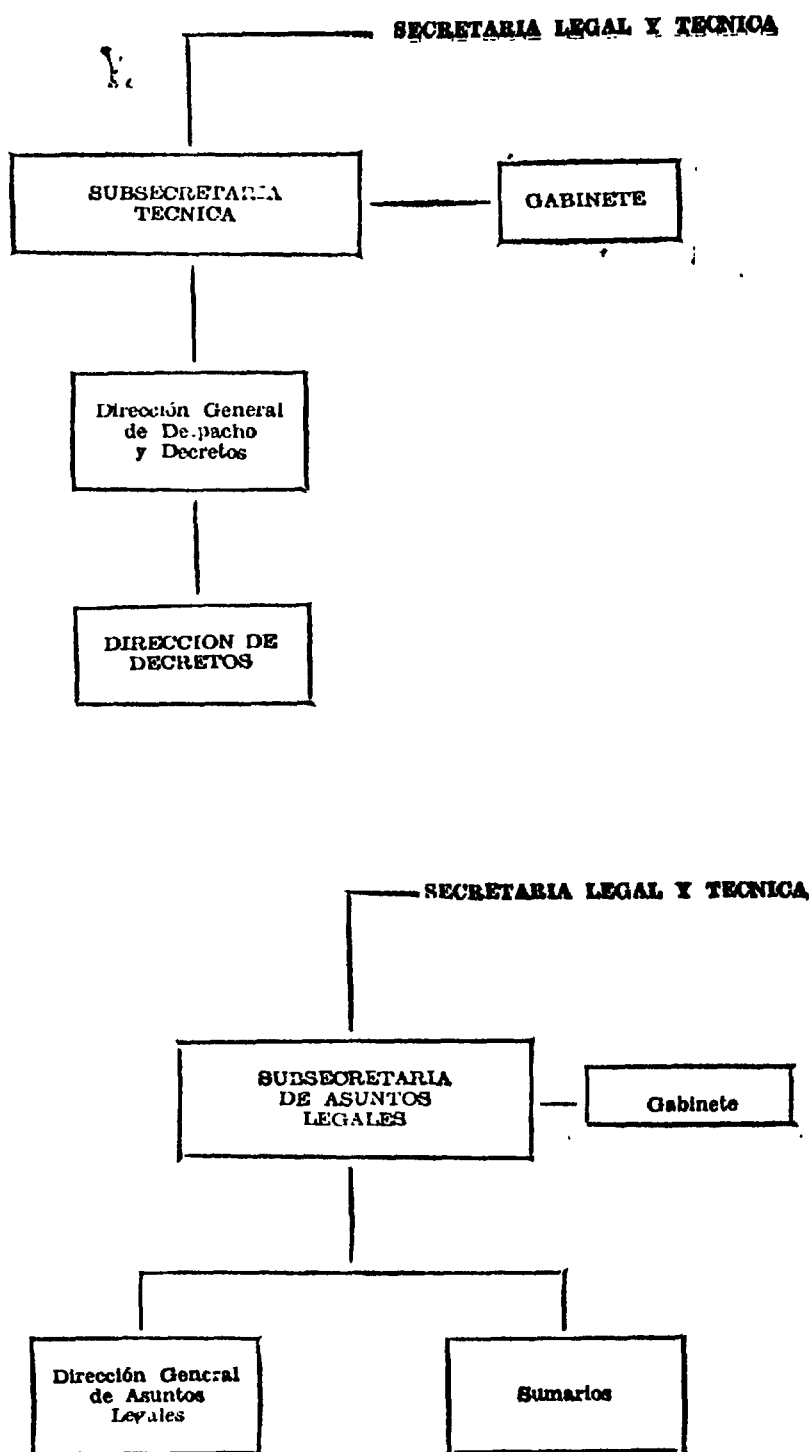 SECRETARIA LEGAL Y TECNICA
SUBSECRETARIA
TECNICA
GABINETE
Dirección General
de Despacho
y Decretos
DIRECCION DE
DECRETOS
SECRETARIA LEGAL Y TECNICA
SUBSECRETARIA
DE ASUNTOS
LEGALES
Gabinete
Dirección General
de Asuntos
Legales
Sumarios